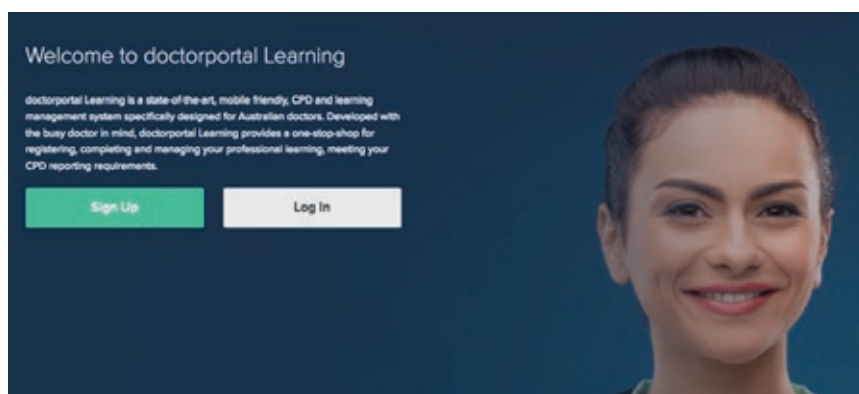 Welcome to doctorportal Learning
doctorportal Learning is a state-of-the-art, mobile friendly, CPD and learning
management system specifically designed for Australian doctors. Developed with
the busy doctor in mind, doctorportal Learning provides a one-stop-shop for
registering, completing and managing your professional learning, meeting your
CPD reporting requirements.
Sign Up
Log In